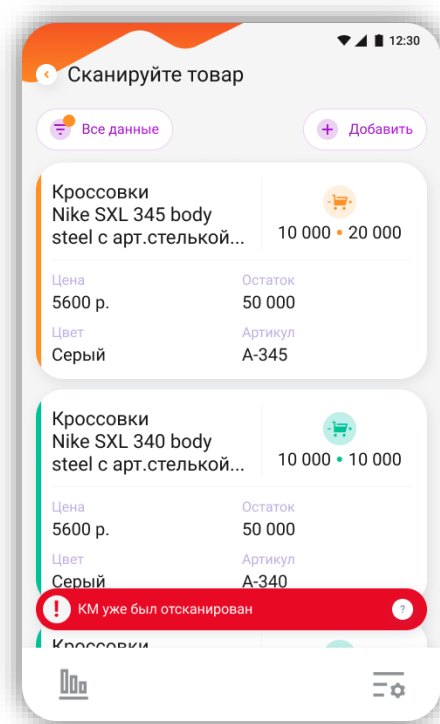 12:30
Сканируйте товар
Все данные
Добавить
Кроссовки
Nike SXL 345 body
steel с арт.стелькой...
10 000 • 20 000
Цена
Остаток
5600 р.
50 000
Цвет
Артикул
Серый
А-345
Кроссовки
Nike SXL 340 body
steel с арт.стелькой...
10 000 • 10 000
Цена
Остаток
5600 р.
50 000
Цвет
Артикул
Серый
А-340
! КМ уже был отсканирован ?
Кроссовки